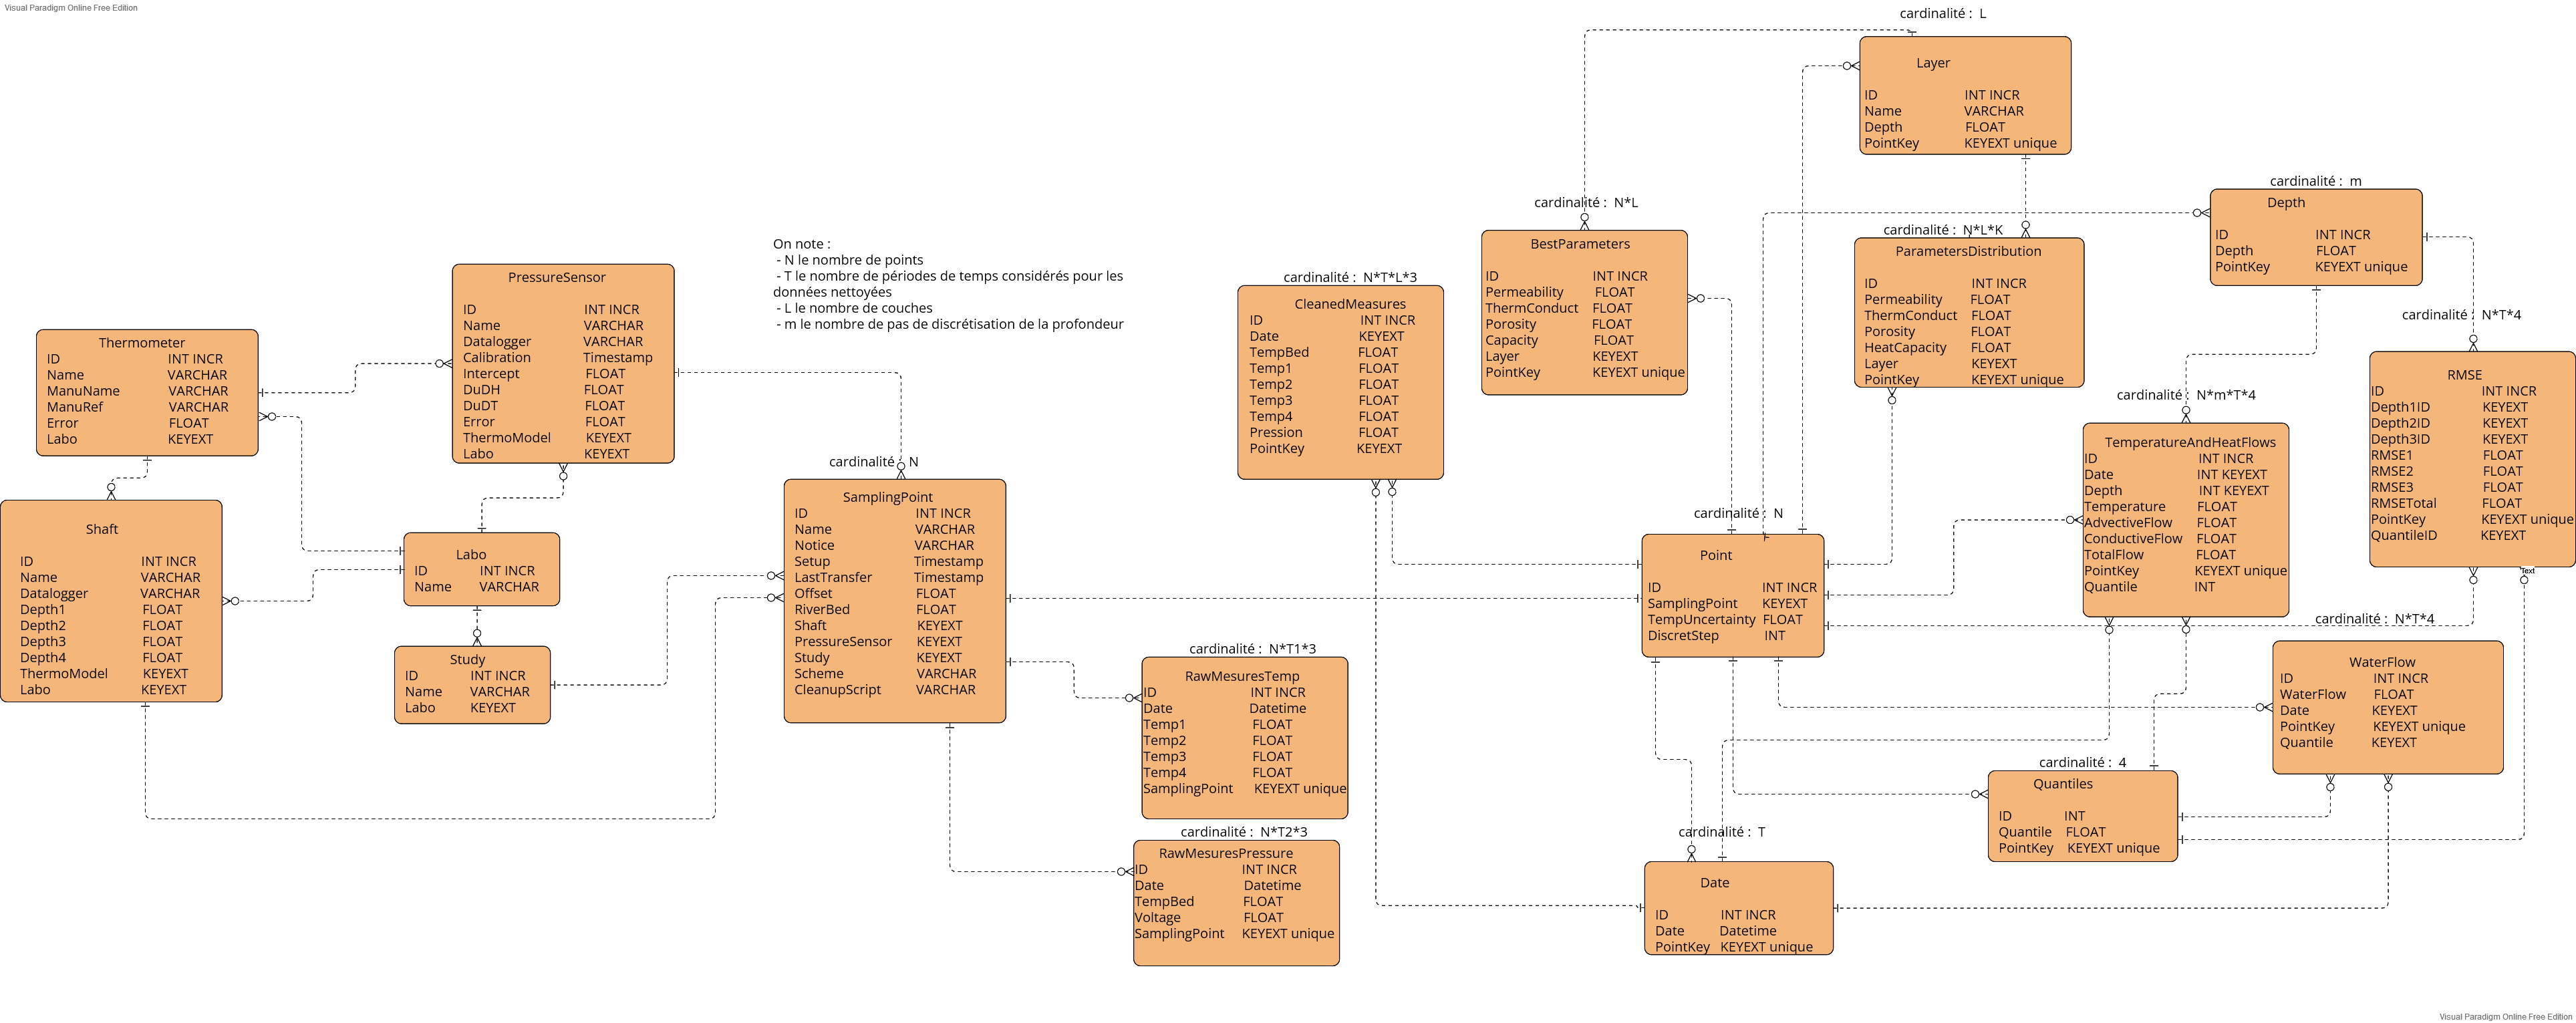 Visual Paradigm Online Free Edition
cardinalité : L
Layer
ID INT INCR
Name VARCHAR
Depth FLOAT
PointKey KEYEXT unique
cardinalité : m
Depth
ID INT INCR
Depth FLOAT
PointKey KEYEXT unique
cardinalité : N*L
BestParameters
ID INT INCR
Permeability FLOAT
ThermConduct FLOAT
Porosity FLOAT
Capacity FLOAT
Layer KEYEXT
PointKey KEYEXT unique
cardinalité : N*L*K
ParametersDistribution
ID INT INCR
Permeability FLOAT
ThermConduct FLOAT
Porosity FLOAT
HeatCapacity FLOAT
Layer KEYEXT
PointKey KEYEXT unique
On note :
- N le nombre de points
- T le nombre de périodes de temps considérés pour les
données nettoyées
- L le nombre de couches
- m le nombre de pas de discrétisation de la profondeur
PressureSensor
ID INT INCR
Name VARCHAR
Datalogger VARCHAR
Calibration Timestamp
Intercept FLOAT
DuDH FLOAT
DuDT FLOAT
Error FLOAT
ThermoModel KEYEXT
Labo KEYEXT
cardinalité : N*T*L*3
CleanedMeasures
ID INT INCR
Date KEYEXT
TempBed FLOAT
Temp1 FLOAT
Temp2 FLOAT
Temp3 FLOAT
Temp4 FLOAT
Pression FLOAT
PointKey KEYEXT
Thermometer
ID INT INCR
Name VARCHAR
ManuName VARCHAR
ManuRef VARCHAR
Error FLOAT
Labo KEYEXT
cardinalité : N*T*4
RMSE
ID INT INCR
Depth1ID KEYEXT
Depth2ID KEYEXT
Depth3ID KEYEXT
RMSE1 FLOAT
RMSE2 FLOAT
RMSE3 FLOAT
RMSETotal FLOAT
PointKey KEYEXT unique
QuantileID KEYEXT
Text
cardinalité : N*m*T*4
TemperatureAndHeatFlows
ID INT INCR
Date INT KEYEXT
Depth INT KEYEXT
Temperature FLOAT
AdvectiveFlow FLOAT
ConductiveFlow FLOAT
TotalFlow FLOAT
PointKey KEYEXT unique
Quantile INT
cardinalité : N
SamplingPoint
ID INT INCR
Name VARCHAR
Notice VARCHAR
Setup Timestamp
LastTransfer Timestamp
Offset FLOAT
RiverBed FLOAT
Shaft KEYEXT
PressureSensor KEYEXT
Study KEYEXT
Scheme VARCHAR
CleanupScript VARCHAR
Shaft
ID INT INCR
Name VARCHAR
Datalogger VARCHAR
Depth1 FLOAT
Depth2 FLOAT
Depth3 FLOAT
Depth4 FLOAT
ThermoModel KEYEXT
Labo KEYEXT
Labo
ID INT INCR
Name VARCHAR
Study
ID INT INCR
Name VARCHAR
Labo KEYEXT
cardinalité : N
Point
ID INT INCR
SamplingPoint KEYEXT
TempUncertainty FLOAT
DiscretStep INT
cardinalité : N*T*4
WaterFlow
ID INT INCR
WaterFlow FLOAT
Date KEYEXT
PointKey KEYEXT unique
Quantile KEYEXT
cardinalité : N*T1*3
RawMesuresTemp
ID INT INCR
Date Datetime
Temp1 FLOAT
Temp2 FLOAT
Temp3 FLOAT
Temp4 FLOAT
SamplingPoint KEYEXT unique
cardinalité : 4
Quantiles
ID INT
Quantile FLOAT
PointKey KEYEXT unique
cardinalité : N*T2*3
RawMesuresPressure
ID INT INCR
Date Datetime
TempBed FLOAT
Voltage FLOAT
SamplingPoint KEYEXT unique
cardinalité : T
Date
ID INT INCR
Date Datetime
PointKey KEYEXT unique
Visual Paradigm Online Free Edition